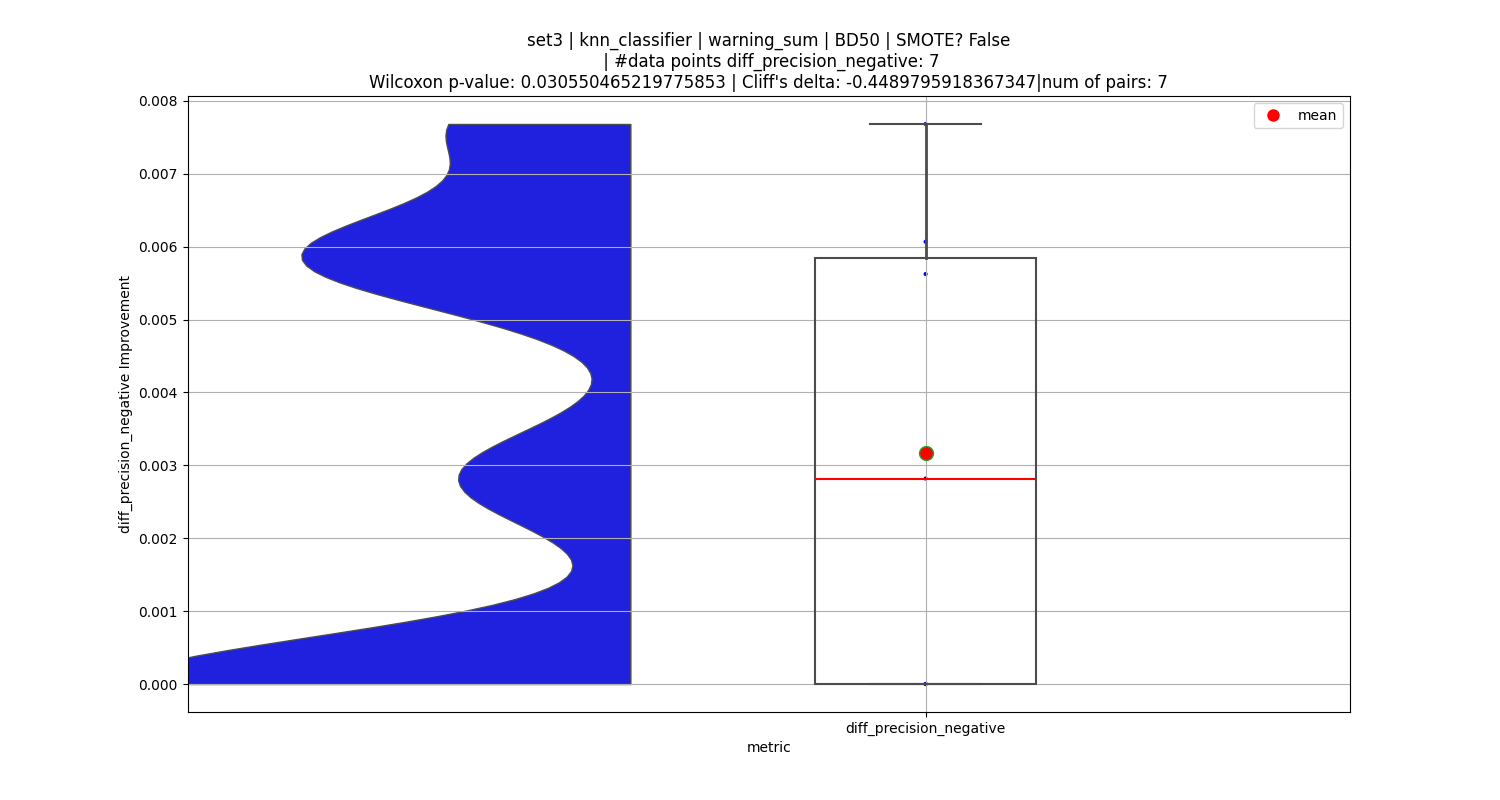 set3 | knn_classifier | warning_sum | BD50 | SMOTE? False
| #data points diff_precision_negative: 7
Wilcoxon p-value: 0.030550465219775853 | Cliff's delta: -0.4489795918367347|num of pairs: 7
mean
0.008
0.007
0.006
0.005
0.004
0.003
0.002
0.001
0.000
diff_precision_negative Improvement
diff_precision_negative
metric